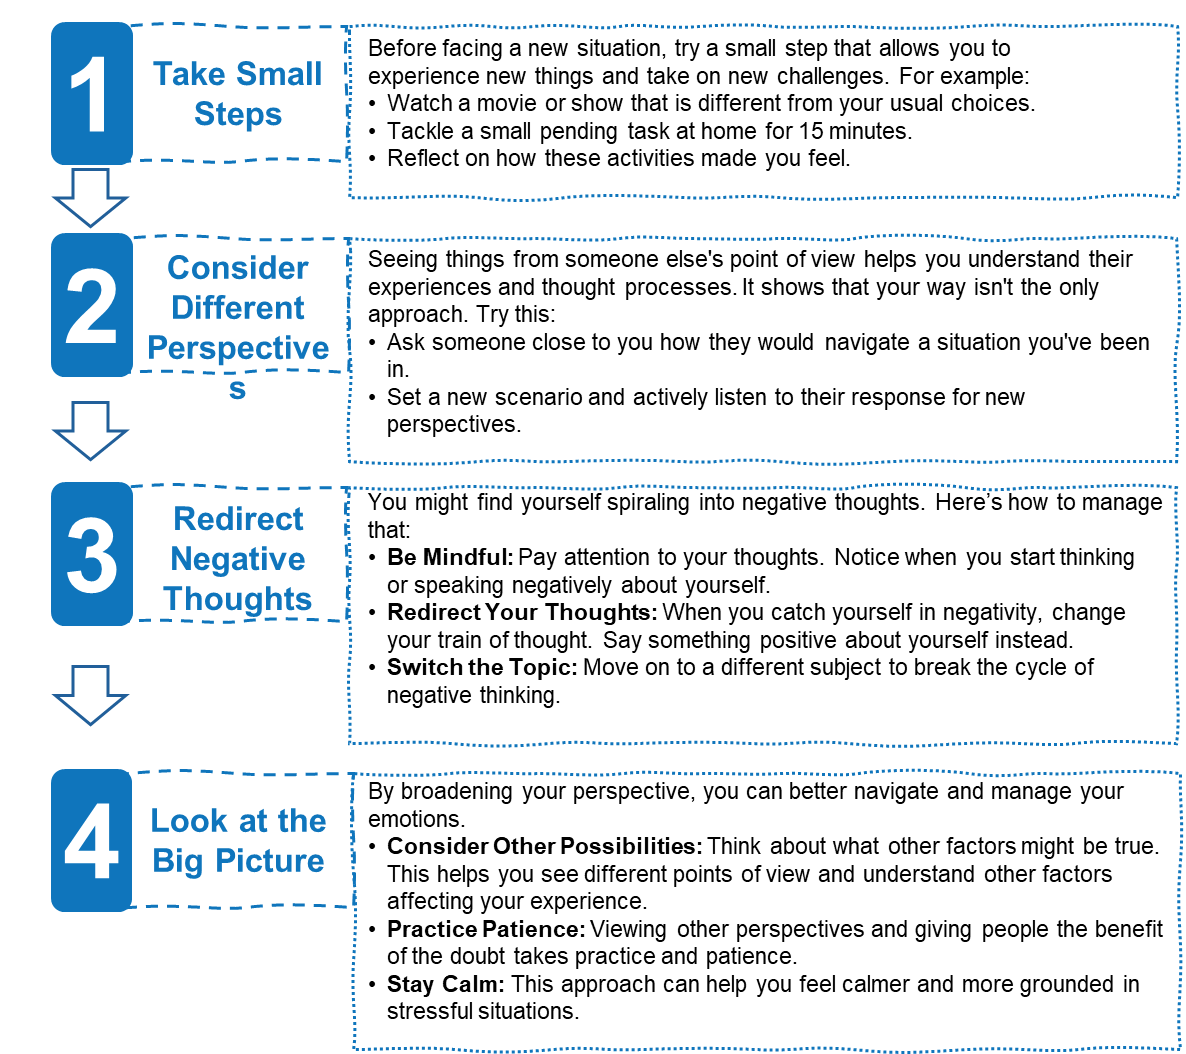 1
Take Small
Steps
Before facing a new situation, try a small step that allows you to
experience new things and take on new challenges. For example:
• Watch a movie or show that is different from your usual choices.
• Tackle a small pending task at home for 15 minutes.
• Reflect on how these activities made you feel.
2
Consider
Different
Perspective
s
Seeing things from someone else's point of view helps you understand their
experiences and thought processes. It shows that your way isn't the only
approach. Try this:
• Ask someone close to you how they would navigate a situation you've been
in.
• Set a new scenario and actively listen to their response for new
perspectives.
3
Redirect
Negative
Thoughts
You might find yourself spiraling into negative thoughts. Here’s how to manage
that:
• Be Mindful: Pay attention to your thoughts. Notice when you start thinking
or speaking negatively about yourself.
• Redirect Your Thoughts: When you catch yourself in negativity, change
your train of thought. Say something positive about yourself instead.
• Switch the Topic: Move on to a different subject to break the cycle of
negative thinking.
4
Look at the
Big Picture
By broadening your perspective, you can better navigate and manage your
emotions.
• Consider Other Possibilities: Think about what other factors might be true.
This helps you see different points of view and understand other factors
affecting your experience.
• Practice Patience: Viewing other perspectives and giving people the benefit
of the doubt takes practice and patience.
• Stay Calm: This approach can help you feel calmer and more grounded in
stressful situations.